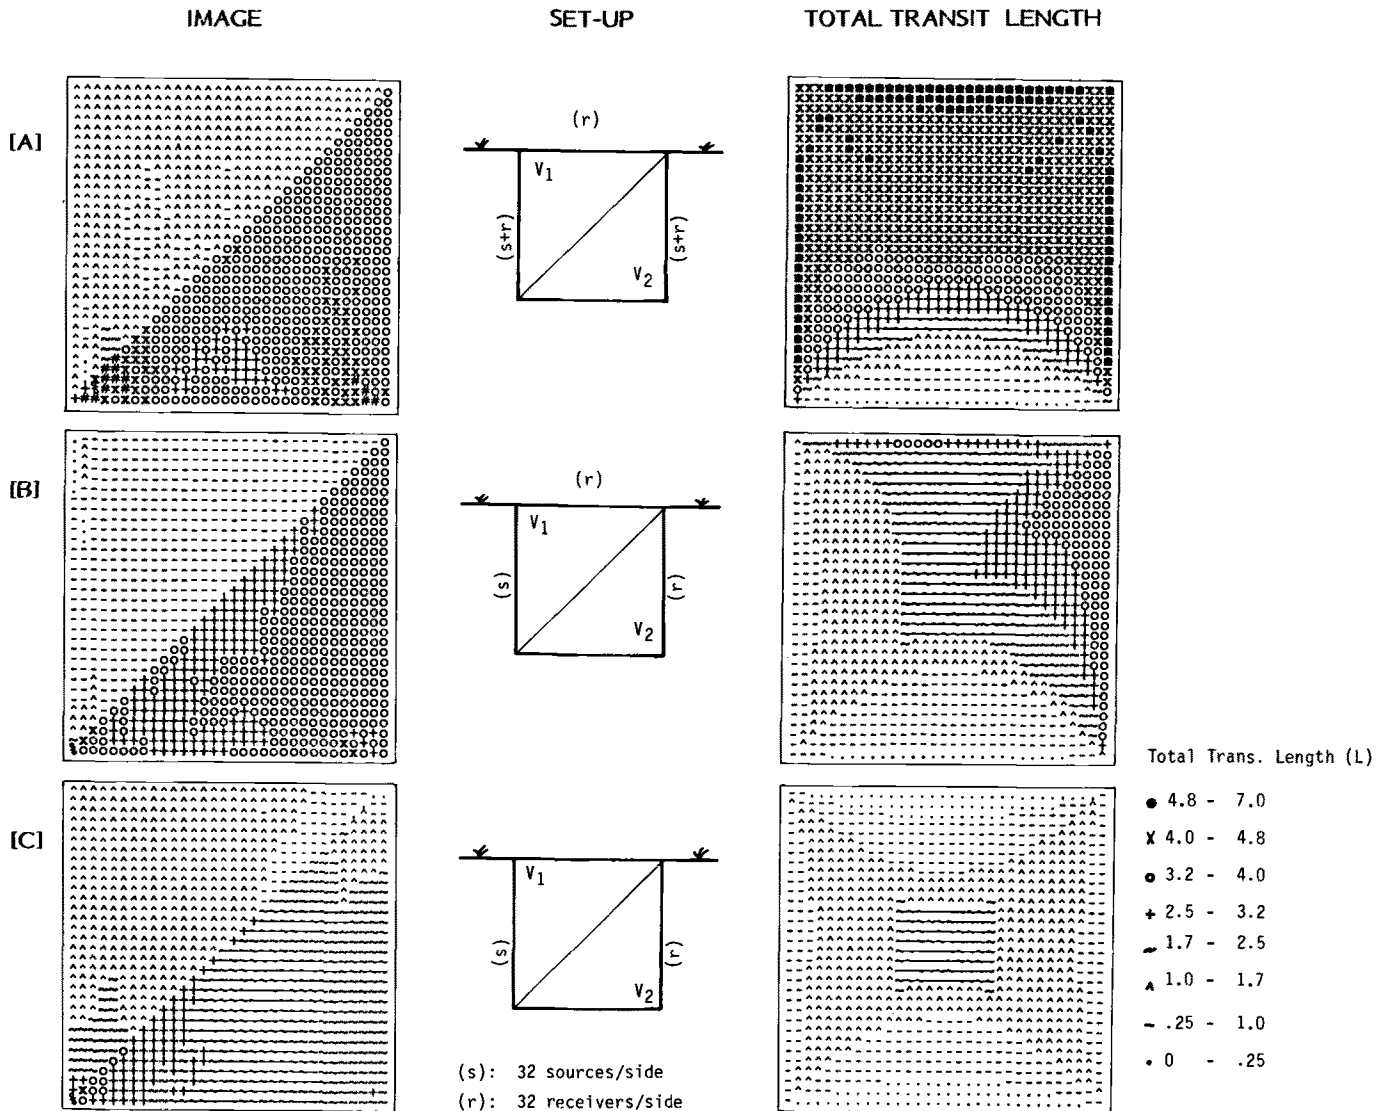 IMAGE SET-UP TOTAL TRANSIT LENGTH
[A]
(r)
V1
(s+r)
(s+r)
V2
[B]
(r)
V1
(s)
(r)
V2
[C]
V1
(s)
(r)
V2
(s): 32 sources/side
(r): 32 receivers/side
Total Trans. Length (L)
● 4.8 - 7.0
X 4.0 - 4.8
o 3.2 - 4.0
+ 2.5 - 3.2
~ 1.7 - 2.5
^ 1.0 - 1.7
- .25 - 1.0
• 0 - .25